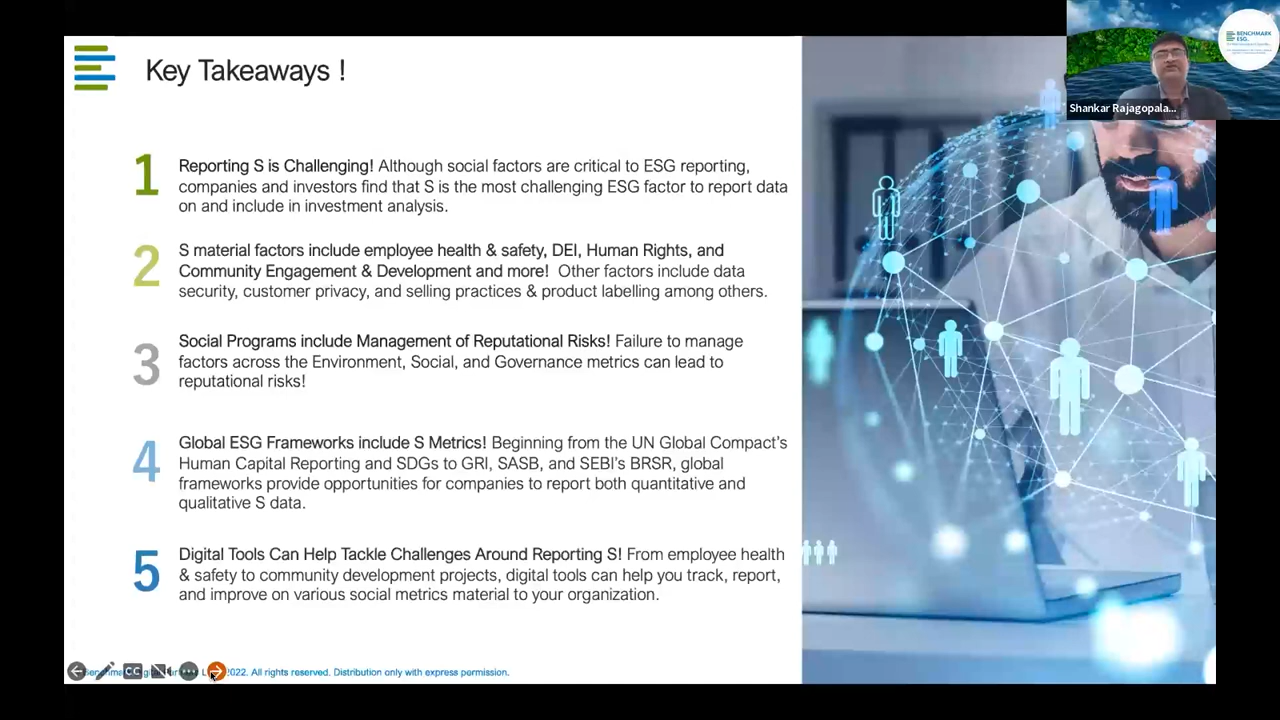 Key Takeaways !
BENCHMARK
ESG
Shankar Rajagopala...
1
Reporting S is Challenging! Although social factors are critical to ESG reporting,
companies and investors find that S is the most challenging ESG factor to report data
on and include in investment analysis.
2
S material factors include employee health & safety, DEI, Human Rights, and
Community Engagement & Development and more! Other factors include data
security, customer privacy, and selling practices & product labelling among others.
3
Social Programs include Management of Reputational Risks! Failure to manage
factors across the Environment, Social, and Governance metrics can lead to
reputational risks!
4
Global ESG Frameworks include S Metrics! Beginning from the UN Global Compact's
Human Capital Reporting and SDGs to GRI, SASB, and SEBI's BRSR, global
frameworks provide opportunities for companies to report both quantitative and
qualitative S data.
5
Digital Tools Can Help Tackle Challenges Around Reporting S! From employee health
& safety to community development projects, digital tools can help you track, report,
and improve on various social metrics material to your organization.
CC
2022. All rights reserved. Distribution only with express permission.